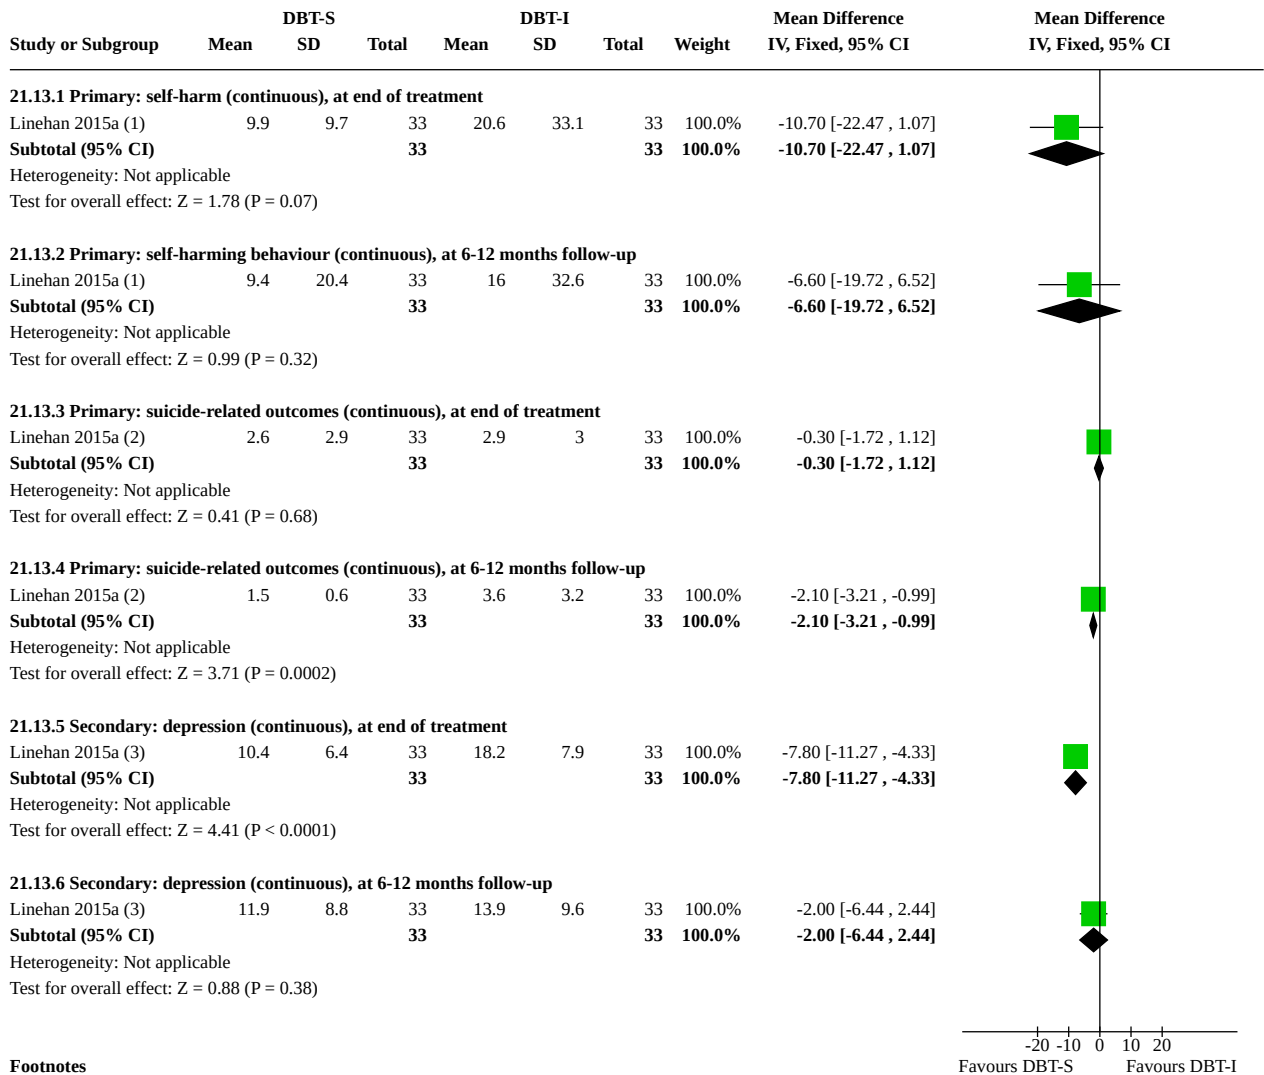 DBT-S DBT-I Mean Difference Mean Difference
Study or Subgroup Mean SD Total Mean SD Total Weight IV, Fixed, 95% CI IV, Fixed, 95% CI
21.13.1 Primary: self-harm (continuous), at end of treatment
Linehan 2015a (1) 9.9 9.7 33 20.6 33.1 33 100.0% -10.70 [-22.47 , 1.07]
Subtotal (95% CI) 33 33 100.0% -10.70 [-22.47 , 1.07]
Heterogeneity: Not applicable
Test for overall effect: Z = 1.78 (P = 0.07)
21.13.2 Primary: self-harming behaviour (continuous), at 6-12 months follow-up
Linehan 2015a (1) 9.4 20.4 33 16 32.6 33 100.0% -6.60 [-19.72 , 6.52]
Subtotal (95% CI) 33 33 100.0% -6.60 [-19.72 , 6.52]
Heterogeneity: Not applicable
Test for overall effect: Z = 0.99 (P = 0.32)
21.13.3 Primary: suicide-related outcomes (continuous), at end of treatment
Linehan 2015a (2) 2.6 2.9 33 2.9 3 33 100.0% -0.30 [-1.72 , 1.12]
Subtotal (95% CI) 33 33 100.0% -0.30 [-1.72 , 1.12]
Heterogeneity: Not applicable
Test for overall effect: Z = 0.41 (P = 0.68)
21.13.4 Primary: suicide-related outcomes (continuous), at 6-12 months follow-up
Linehan 2015a (2) 1.5 0.6 33 3.6 3.2 33 100.0% -2.10 [-3.21 , -0.99]
Subtotal (95% CI) 33 33 100.0% -2.10 [-3.21 , -0.99]
Heterogeneity: Not applicable
Test for overall effect: Z = 3.71 (P = 0.0002)
21.13.5 Secondary: depression (continuous), at end of treatment
Linehan 2015a (3) 10.4 6.4 33 18.2 7.9 33 100.0% -7.80 [-11.27 , -4.33]
Subtotal (95% CI) 33 33 100.0% -7.80 [-11.27 , -4.33]
Heterogeneity: Not applicable
Test for overall effect: Z = 4.41 (P < 0.0001)
21.13.6 Secondary: depression (continuous), at 6-12 months follow-up
Linehan 2015a (3) 11.9 8.8 33 13.9 9.6 33 100.0% -2.00 [-6.44 , 2.44]
Subtotal (95% CI) 33 33 100.0% -2.00 [-6.44 , 2.44]
Heterogeneity: Not applicable
Test for overall effect: Z = 0.88 (P = 0.38)
-20 -10 0 10 20
Footnotes Favours DBT-S Favours DBT-I